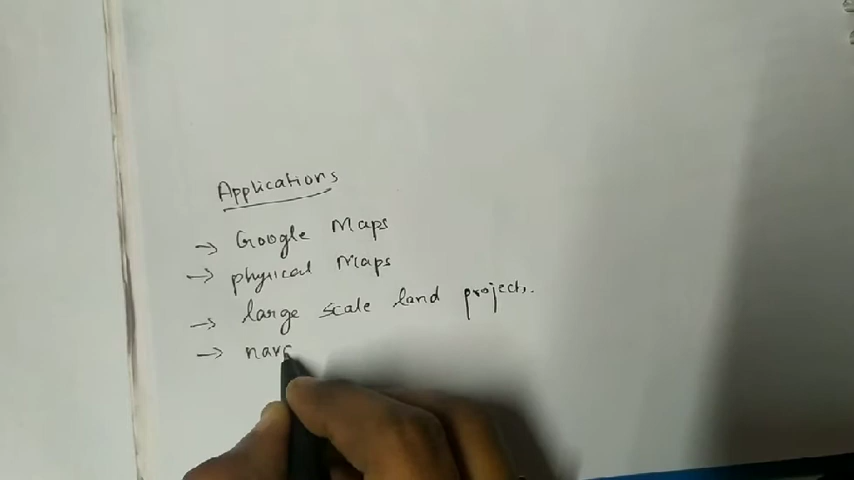 Applications
→ Google Maps
→ physical Maps
→ large scale land project,.
→